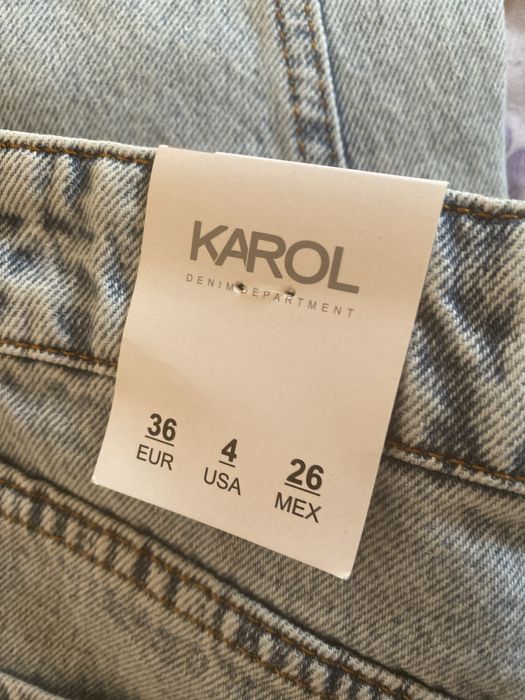 KAROL
DENIM DEPARTMENT
36 4 26
EUR USA MEX